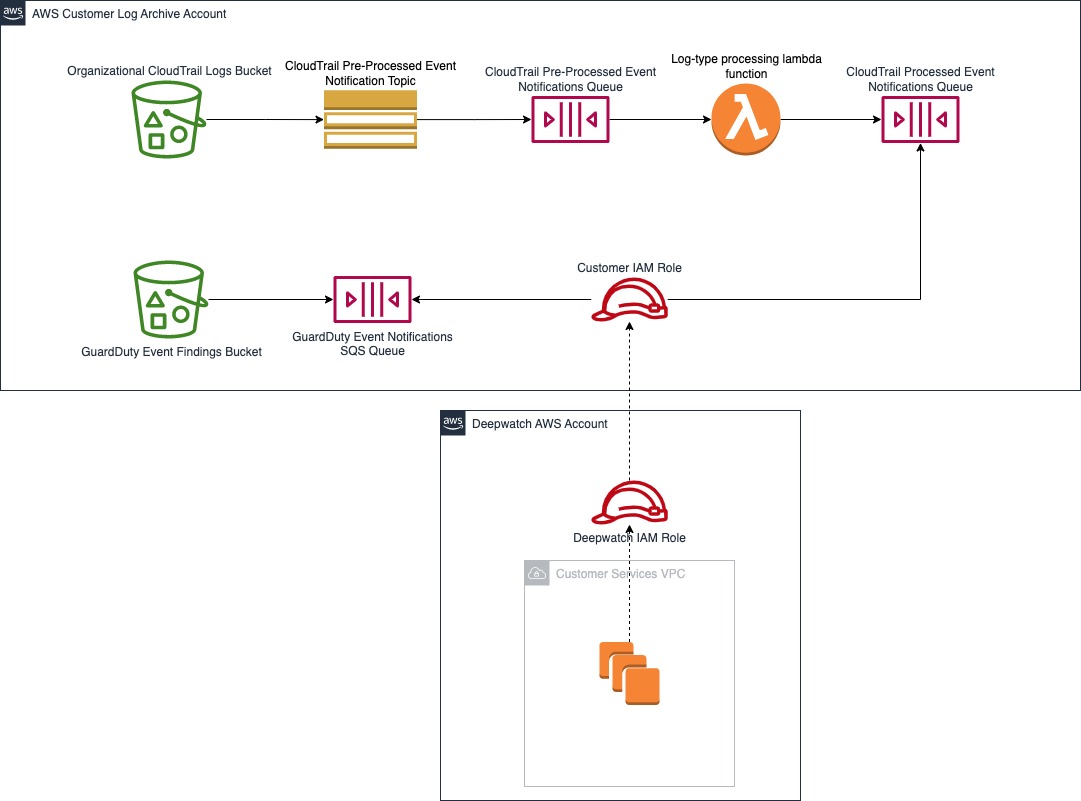 aws
AWS Customer Log Archive Account
Organizational CloudTrail Logs Bucket
CloudTrail Pre-Processed Event
Notification Topic
CloudTrail Pre-Processed Event
Notifications Queue
Log-type processing lambda
function
CloudTrail Processed Event
Notifications Queue
GuardDuty Event Findings Bucket
GuardDuty Event Notifications
SQS Queue
Customer IAM Role
aws
Deepwatch AWS Account
Deepwatch IAM Role
Customer Services VPC